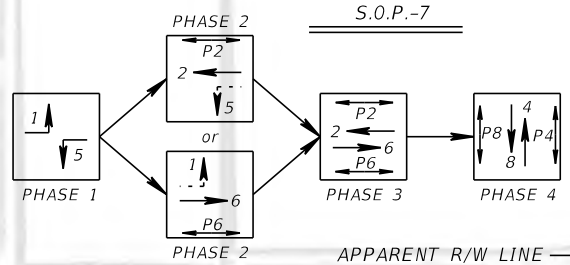 S.O.P.-7
PHASE 2
P2
2
5
or
1
5
PHASE 1
1
6
P6
PHASE 2
P2
2
6
P6
PHASE 3
4
P8
P4
8
PHASE 4
APPARENT R/W LINE